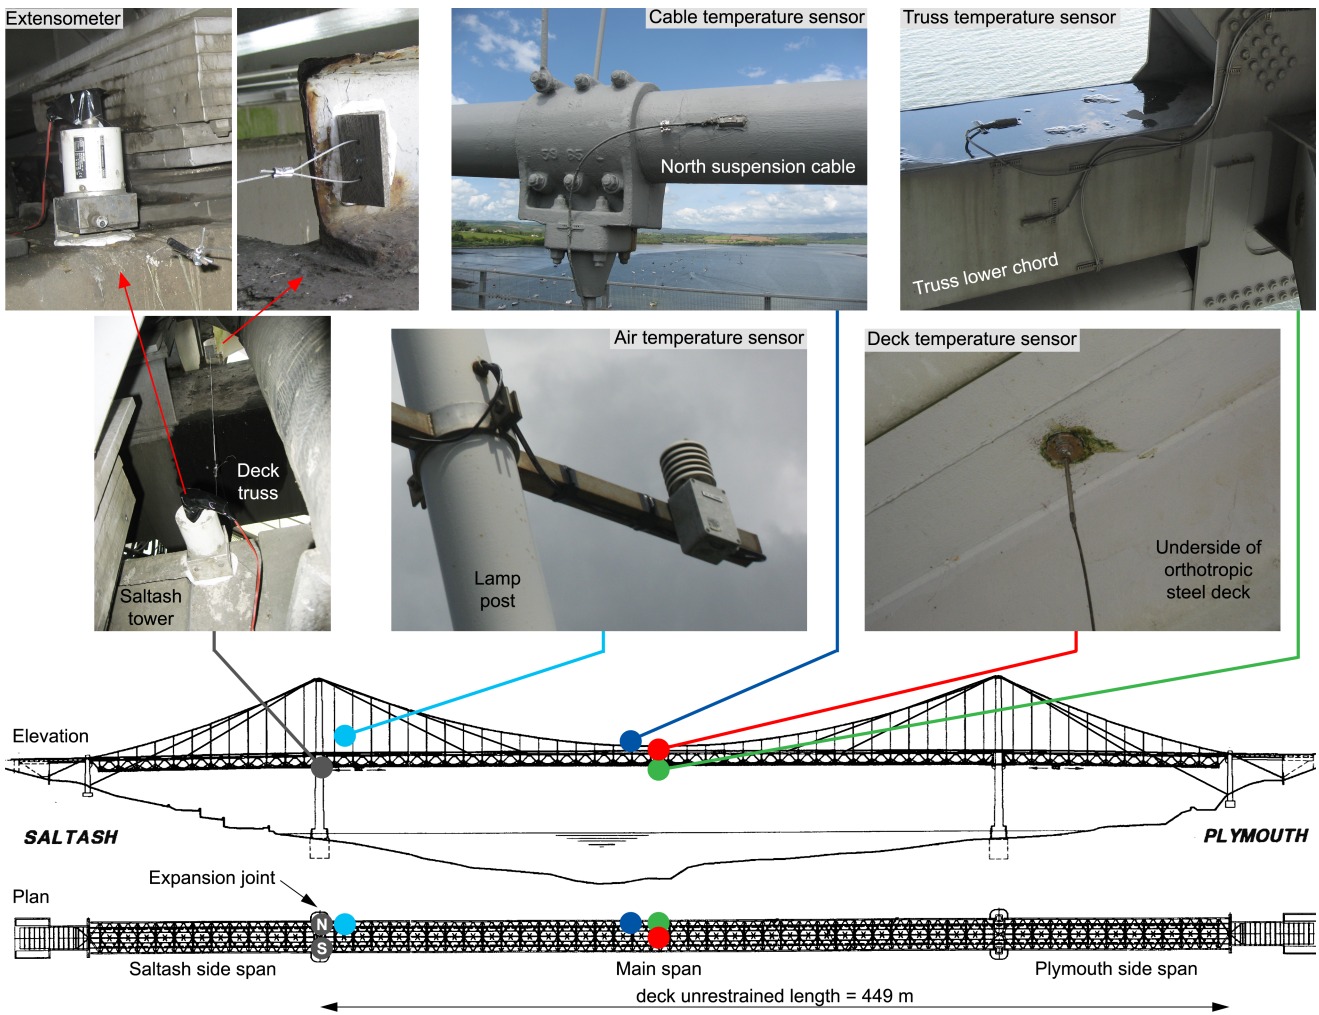 Extensometer
Cable temperature sensor
Truss temperature sensor
North suspension cable
Truss lower chord
Air temperature sensor
Deck temperature sensor
Deck
truss
Saltash
tower
Lamp
post
Underside of
orthotropic
steel deck
Elevation
SALTASH
PLYMOUTH
Expansion joint
Plan
N
S
Saltash side span
Main span
Plymouth side span
deck unrestrained length = 449 m